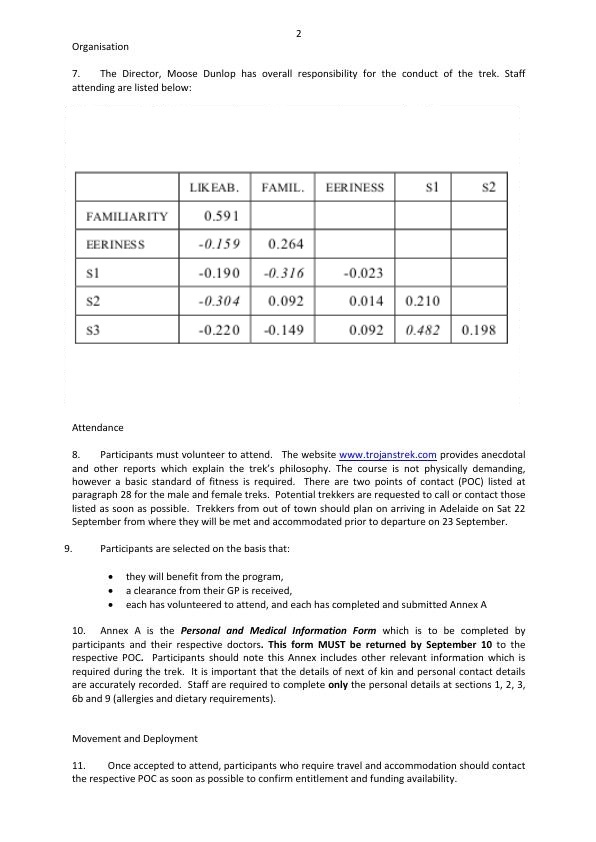 2
Organisation
7. The Director, Moose Dunlop has overall responsibility for the conduct of the trek. Staff
attending are listed below:
LIKEAB. FAMIL. EERINESS S1 S2
FAMILIARITY 0.591
EERINESS -0.159 0.264
S1 -0.190 -0.316 -0.023
S2 -0.304 0.092 0.014 0.210
S3 -0.220 -0.149 0.092 0.482 0.198
Attendance
8. Participants must volunteer to attend. The website www.trojanstrek.com provides anecdotal
and other reports which explain the trek's philosophy. The course is not physically demanding,
however a basic standard of fitness is required. There are two points of contact (POC) listed at
paragraph 28 for the male and female treks. Potential trekkers are requested to call or contact those
listed as soon as possible. Trekkers from out of town should plan on arriving in Adelaide on Sat 22
September from where they will be met and accommodated prior to departure on 23 September.
9. Participants are selected on the basis that:
• they will benefit from the program,
• a clearance from their GP is received,
• each has volunteered to attend, and each has completed and submitted Annex A
10. Annex A is the Personal and Medical Information Form which is to be completed by
participants and their respective doctors. This form MUST be returned by September 10 to the
respective POC. Participants should note this Annex includes other relevant information which is
required during the trek. It is important that the details of next of kin and personal contact details
are accurately recorded. Staff are required to complete only the personal details at sections 1, 2, 3,
6b and 9 (allergies and dietary requirements).
Movement and Deployment
11. Once accepted to attend, participants who require travel and accommodation should contact
the respective POC as soon as possible to confirm entitlement and funding availability.